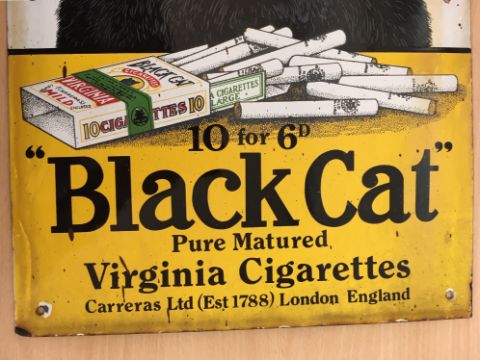 BLACK CAT
VIRGINIA
MILD
10 CIGARETTES 10
CIGARETTES
LARGE
10 for 6D
"Black Cat"
Pure Matured
Virginia Cigarettes
Carreras Ltd (Est 1788) London England